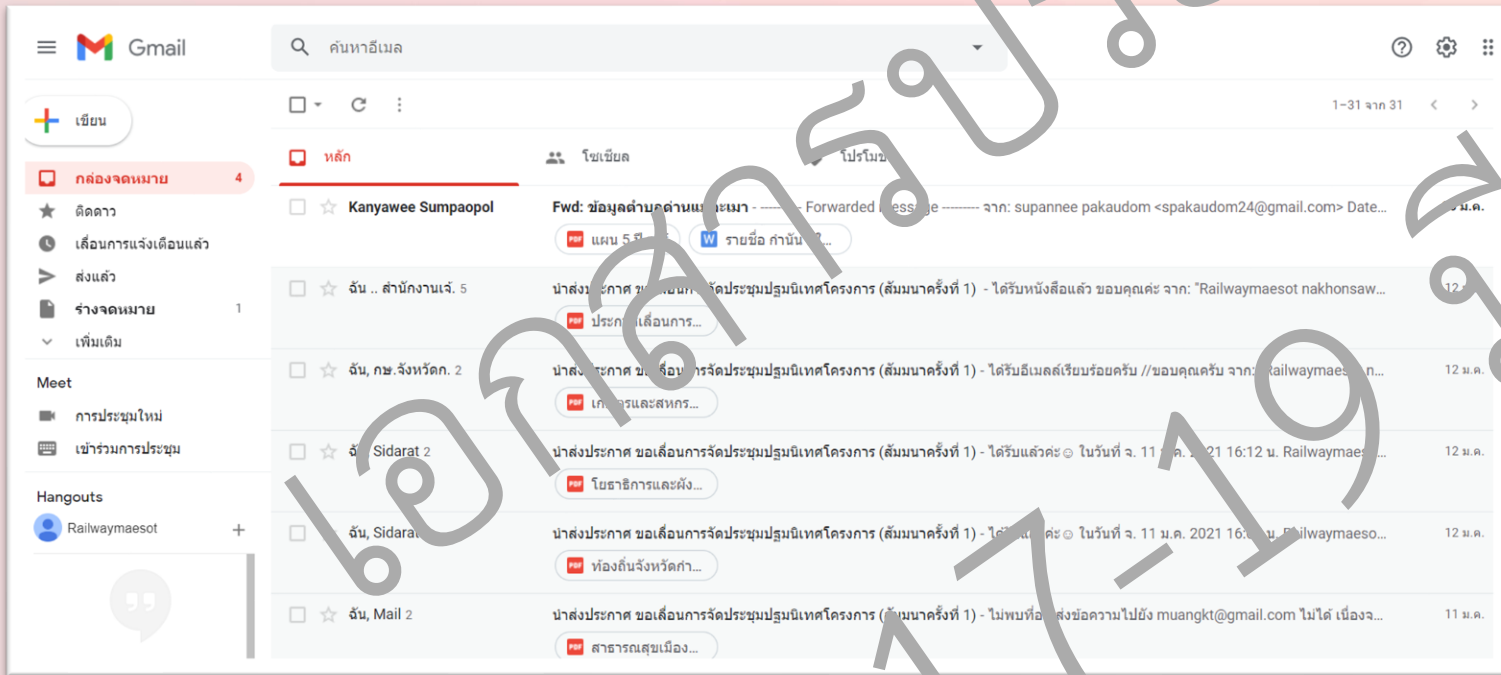 Gmail
ค้นหาอีเมล
เขียน
1–31 จาก 31
กล่องจดหมาย 4
ติดดาว
เลื่อนการแจ้งเตือนแล้ว
ส่งแล้ว
ร่างจดหมาย 1
เพิ่มเติม
Meet
การประชุมใหม่
เข้าร่วมการประชุม
Hangouts
Railwaymaesot
หลัก
โซเชียล
Kanyawee Sumpaopol
Fwd: ข้อมูลตำบลด่าน - Forwarded จาก: supannee pakaudom <spakaudom24@gmail.com> Date... ม.ค.
แผน 5 รายชื่อ กำนัน
ฉัน .. สำนักงานเจ้. 5
(สัมมนาครั้งที่ 1) - ได้รับหนังสือแล้ว ขอบคุณค่ะ จาก: "Railwaymaesot nakhonsaw... 12
ฉัน, กษ.จังหวัดก. 2
นำส่งประกาศ ขอเลื่อนการจัดประชุมปฐมนิเทศโครงการ (สัมมนาครั้งที่ 1) - ได้รับอีเมลล์เรียบร้อยครับ //ขอบคุณครับ จาก: 12 ม.ค.
Sidarat 2
นำส่งประกาศ ขอเลื่อนการจัดประชุมปฐมนิเทศโครงการ (สัมมนาครั้งที่ 1) - ได้รับแล้วค่ะ☺ ในวันที่ จ. 11 2021 16:12 น. 12 ม.ค.
โยธาธิการและผัง...
ฉัน, Sidarat
นำส่งประกาศ ขอเลื่อนการจัดประชุมปฐมนิเทศโครงการ (สัมมนาครั้งที่ 1) - ☺ ในวันที่ จ. 11 ม.ค. 2021 12 ม.ค.
ท้องถิ่นจังหวัดกำ...
ฉัน, Mail 2
นำส่งประกาศ ขอเลื่อนการจัดประชุมปฐมนิเทศโครงการ (สัมมนาครั้งที่ 1) - ไม่พบที่อยู่ ส่งข้อความไปยัง muangkt@gmail.com ไม่ได้ เนื่องจ... 11 ม.ค.
สาธารณสุขเมือง...
17-19